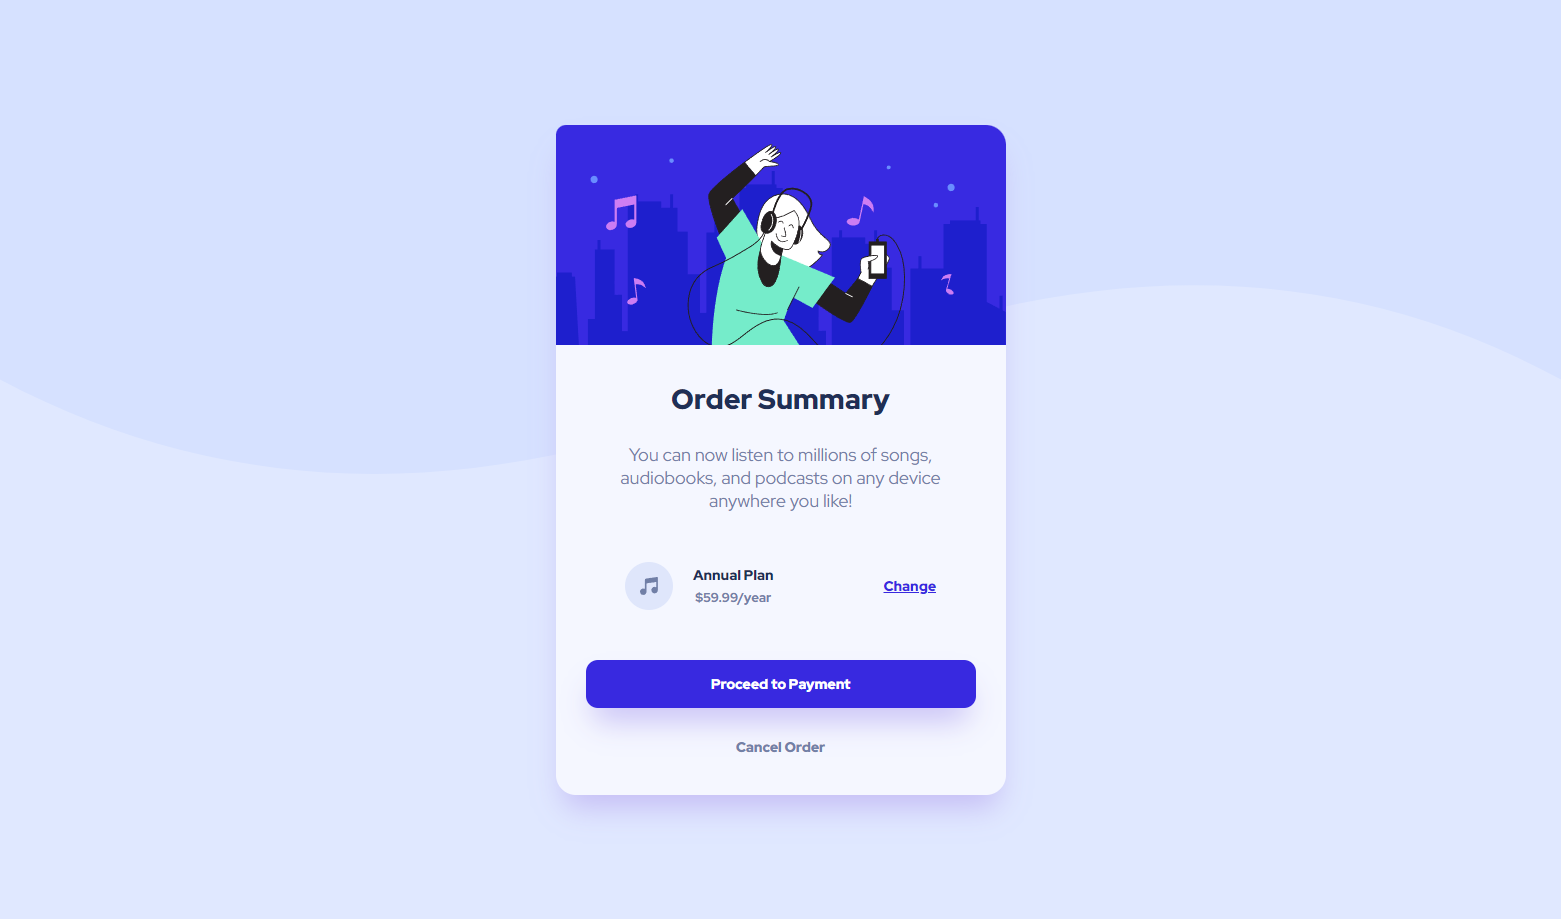 Order Summary
You can now listen to millions of songs,
audiobooks, and podcasts on any device
anywhere you like!
Annual Plan
$59.99/year
Change
Proceed to Payment
Cancel Order